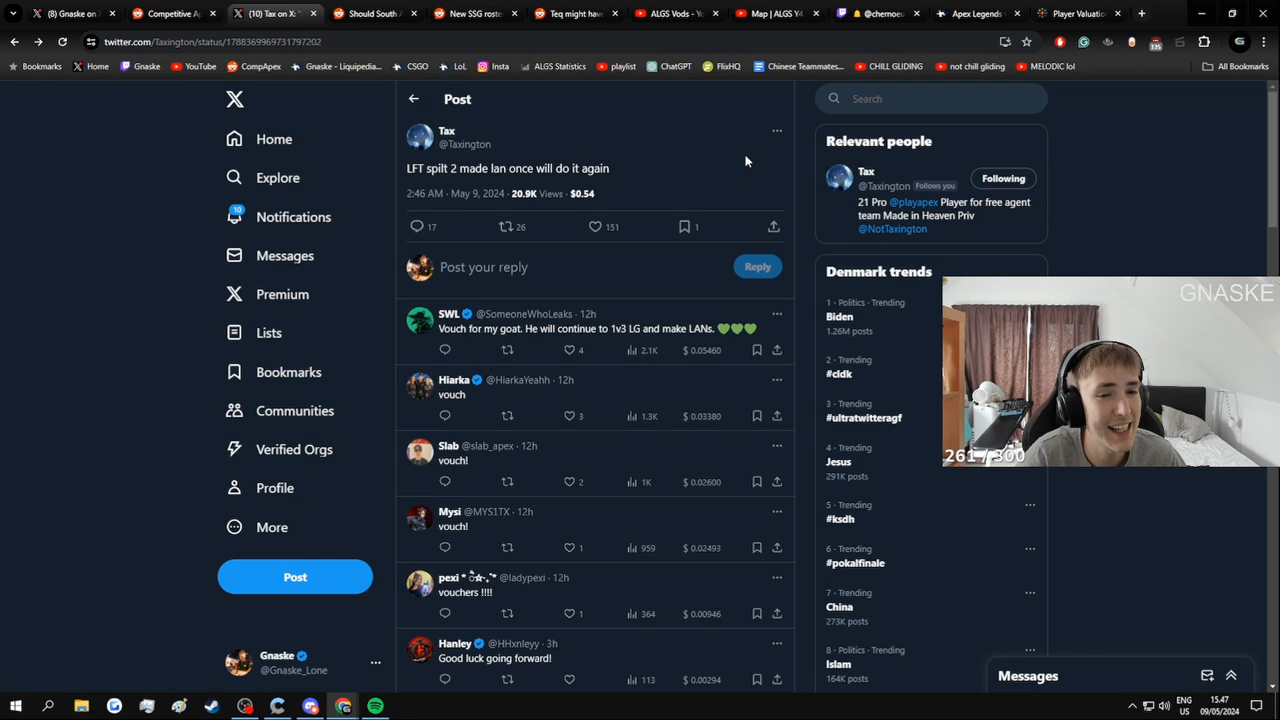 (8) Gnaske on
Competitive Ap
(10) Tax on X: "
Should South A
New SSG roste
Teq might have
ALGS Vods - Yo
Map | ALGS Y4
@chernoeu
Apex Legends
Player Valuatio
twitter.com/Taxington/status/1788369969731797202
335
Bookmarks
Home
Gnaske
YouTube
CompApex
Gnaske - Liquipedia...
CSGO
LoL
Insta
ALGS Statistics
playlist
ChatGPT
FlixHQ
Chinese Teammates...
CHILL GLIDING
not chill gliding
MELODIC lol
All Bookmarks
Home
Explore
10
Notifications
Messages
Premium
Lists
Bookmarks
Communities
Verified Orgs
Profile
More
Post
Gnaske
@Gnaske_Lone
Post
Tax
@Taxington
LFT spilt 2 made lan once will do it again
2:46 AM · May 9, 2024 · 20.9K Views · $0.54
17 26 151 1
Post your reply
Reply
SWL @SomeoneWhoLeaks · 12h
Vouch for my goat. He will continue to 1v3 LG and make LANs. 💚💚💚
4 2.1K $ 0.05460
Hiarka @HiarkaYeahh · 12h
vouch
3 1.3K $ 0.03380
Slab @slab_apex · 12h
vouch!
2 1K $ 0.02600
Mysi @MYS1TX · 12h
vouch!
1 959 $ 0.02493
@ladypexi · 12h
vouchers !!!!
1 364 $ 0.00946
Hanley @HHxnleyy · 3h
Good luck going forward!
113 $ 0.00294
Search
Relevant people
Tax
@Taxington Follows you
Following
21 Pro @playapex Player for free agent
team Made in Heaven Priv
@NotTaxington
Denmark trends
1 · Politics · Trending
Biden
1.26M posts
2 · Trending
#cldk
3 · Trending
#ultratwitteragf
4 · Trending
Jesus
291K posts
5 · Trending
#ksdh
6 · Trending
#pokalfinale
7 · Trending
China
273K posts
8 · Politics · Trending
Islam
164K posts
Messages
GNASKE
261 / 300
ENG
US
15.47
09/05/2024